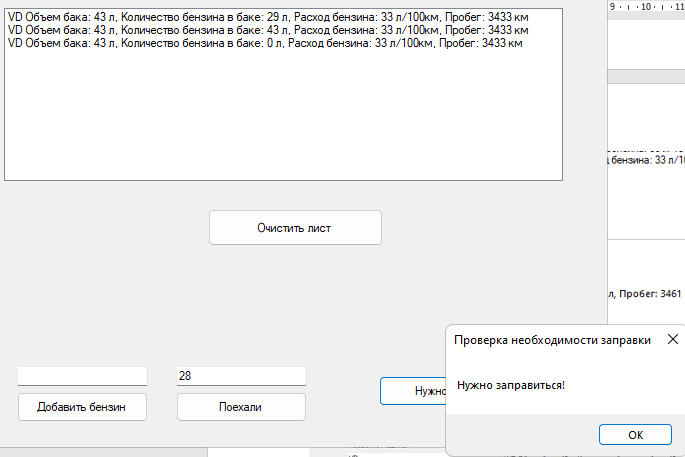 9 · ı · 10 · ı · 11
VD Объем бака: 43 л, Количество бензина в баке: 29 л, Расход бензина: 33 л/100км, Пробег: 3433 км
VD Объем бака: 43 л, Количество бензина в баке: 43 л, Расход бензина: 33 л/100км, Пробег: 3433 км
VD Объем бака: 43 л, Количество бензина в баке: 0 л, Расход бензина: 33 л/100км, Пробег: 3433 км
бензина: 33 л/1
Очистить лист
л, Пробег: 3461
Проверка необходимости заправки
Нужно заправиться!
ОК
28
Добавить бензин
Поехали
Нужно